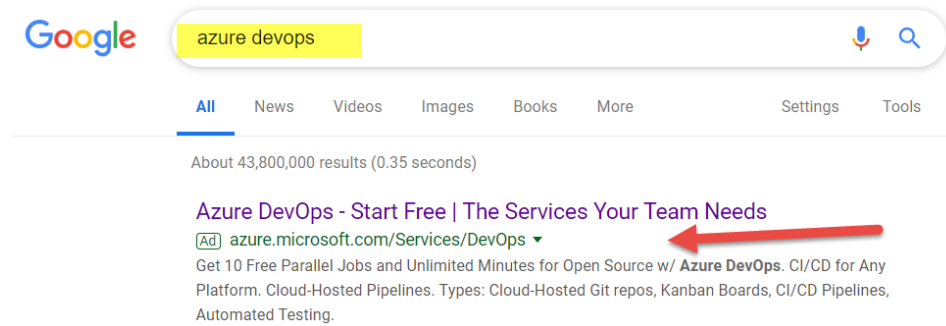 Google
azure devops
All News Videos Images Books More Settings Tools
About 43,800,000 results (0.35 seconds)
Azure DevOps - Start Free | The Services Your Team Needs
Ad azure.microsoft.com/Services/DevOps
Get 10 Free Parallel Jobs and Unlimited Minutes for Open Source w/ Azure DevOps. CI/CD for Any
Platform. Cloud-Hosted Pipelines. Types: Cloud-Hosted Git repos, Kanban Boards, CI/CD Pipelines,
Automated Testing.